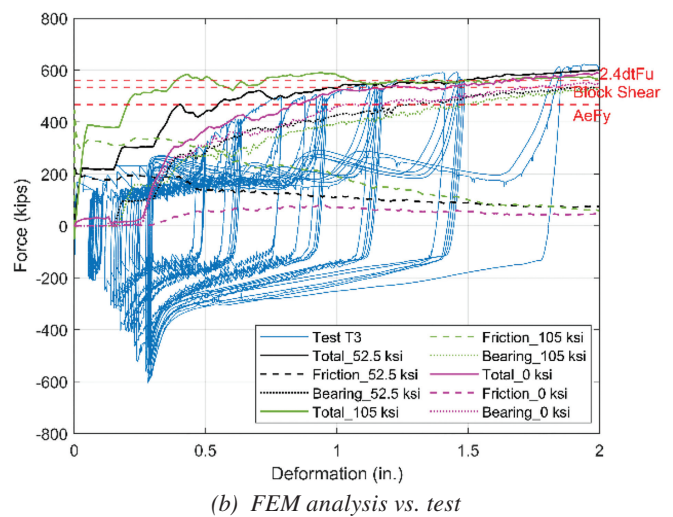 800
600
400
200
0
-200
-400
-600
-800
Force (kips)
2.4dtFu
Block Shear
AeFy
Test T3
Total_52.5 ksi
Friction_52.5 ksi
Bearing_52.5 ksi
Total_105 ksi
Friction_105 ksi
Bearing_105 ksi
Total_0 ksi
Friction_0 ksi
Bearing_0 ksi
0 0.5 1 1.5 2
Deformation (in.)
(b) FEM analysis vs. test